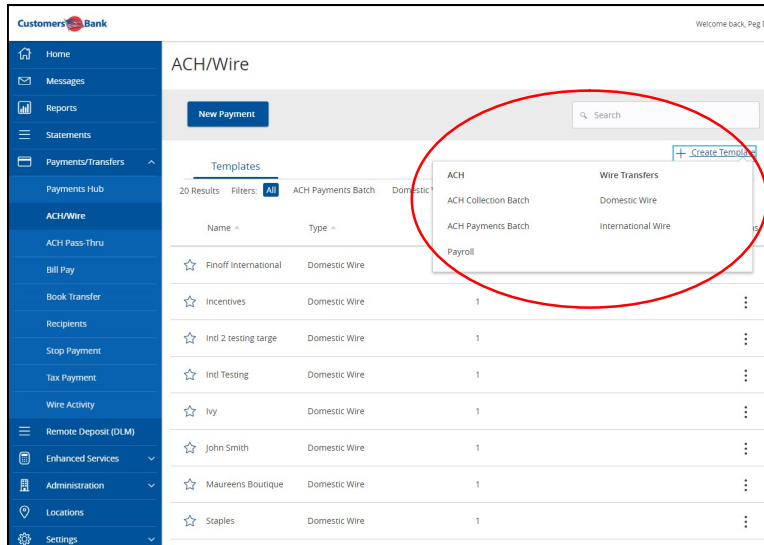 Customers Bank
Welcome back, Peg
Home
Messages
Reports
Statements
Payments/Transfers
Payments Hub
ACH/Wire
ACH Pass-Thru
Bill Pay
Book Transfer
Recipients
Stop Payment
Tax Payment
Wire Activity
Remote Deposit (DLM)
Enhanced Services
Administration
Locations
Settings
ACH/Wire
New Payment
Search
+ Create Template
Templates
20 Results Filters: All ACH Payments Batch Domestic
ACH Wire Transfers
ACH Collection Batch Domestic Wire
ACH Payments Batch International Wire
Payroll
Name Type
Finoff International Domestic Wire
Incentives Domestic Wire 1
Intl 2 testing targe Domestic Wire 1
Intl Testing Domestic Wire 1
Ivy Domestic Wire 1
John Smith Domestic Wire 1
Maureens Boutique Domestic Wire 1
Staples Domestic Wire 1